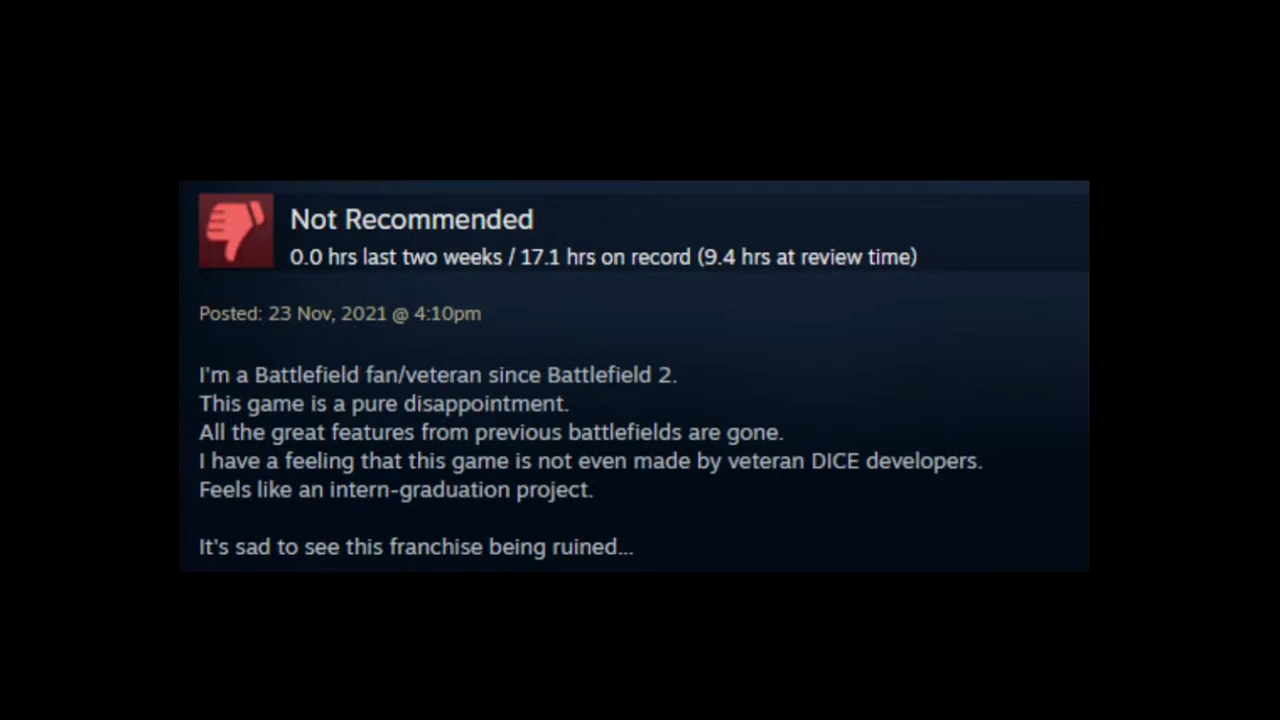 Not Recommended
0.0 hrs last two weeks / 17.1 hrs on record (9.4 hrs at review time)
Posted: 23 Nov, 2021 @ 4:10pm
I'm a Battlefield fan/veteran since Battlefield 2.
This game is a pure disappointment.
All the great features from previous battlefields are gone.
I have a feeling that this game is not even made by veteran DICE developers.
Feels like an intern-graduation project.
It's sad to see this franchise being ruined...